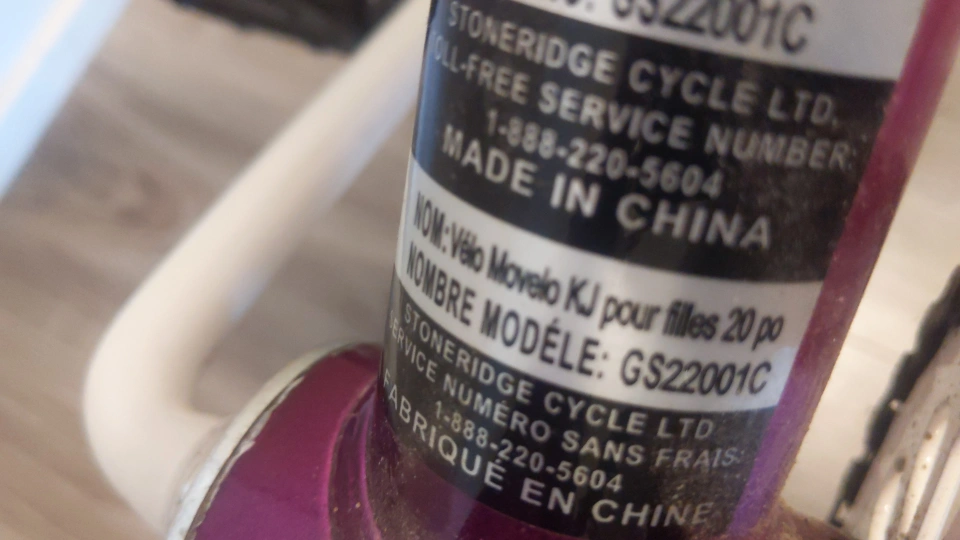 GS22001C
STONERIDGE CYCLE LTD.
TOLL-FREE SERVICE NUMBER:
1-888-220-5604
MADE IN CHINA
NOM: Vélo Movelo KJ pour filles 20 po
NOMBRE MODÉLE: GS22001C
STONERIDGE CYCLE LTD
SERVICE NUMÉRO SANS FRAIS:
1-888-220-5604
FABRIQUÉ EN CHINE